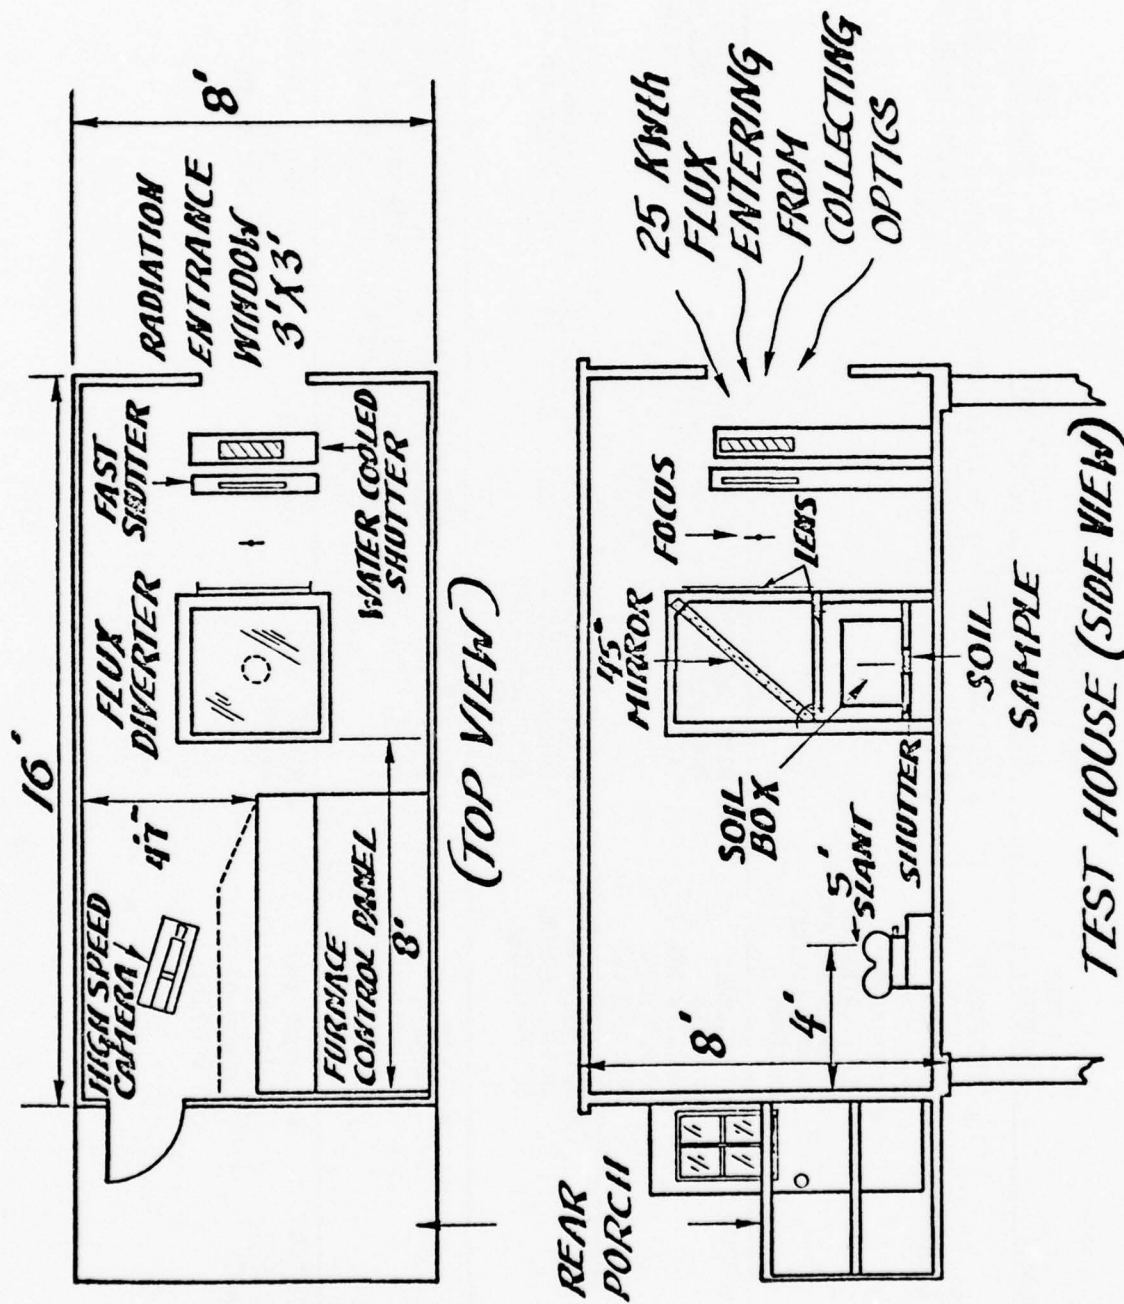 16'
HIGH SPEED
CAMERA
47"
FLUX
DIVERTER
FAST
SHUTTER
RADIATION
ENTRANCE
WINDOW
3'X3'
8'
FURNACE
CONTROL PANEL
8'
WATER COOLED
SHUTTER
(TOP VIEW)
REAR
PORCH
8'
4'
5'
SLANT
SOIL
BOX
SHUTTER
45°
MIRROR
FOCUS
LENS
25 KWth
FLUX
ENTERING
FROM
COLLECTING
OPTICS
SOIL
SAMPLE
TEST HOUSE (SIDE VIEW)